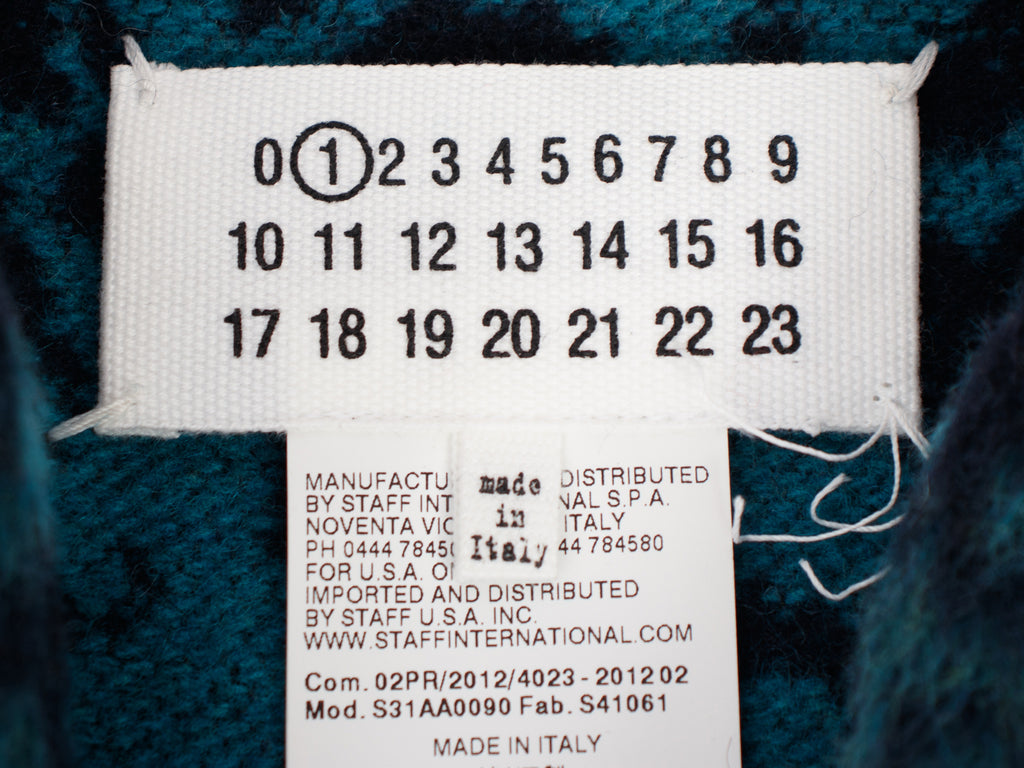 0 1 2 3 4 5 6 7 8 9
10 11 12 13 14 15 16
17 18 19 20 21 22 23
made
in
Italy
MANUFACTU DISTRIBUTED
BY STAFF INT NAL S.P.A.
NOVENTA VIC ITALY
PH 0444 7845 44 784580
FOR U.S.A.
IMPORTED AND DISTRIBUTED
BY STAFF U.S.A. INC.
WWW.STAFFINTERNATIONAL.COM
Com. 02PR/2012/4023 - 2012 02
Mod. S31AA0090 Fab. S41061
MADE IN ITALY